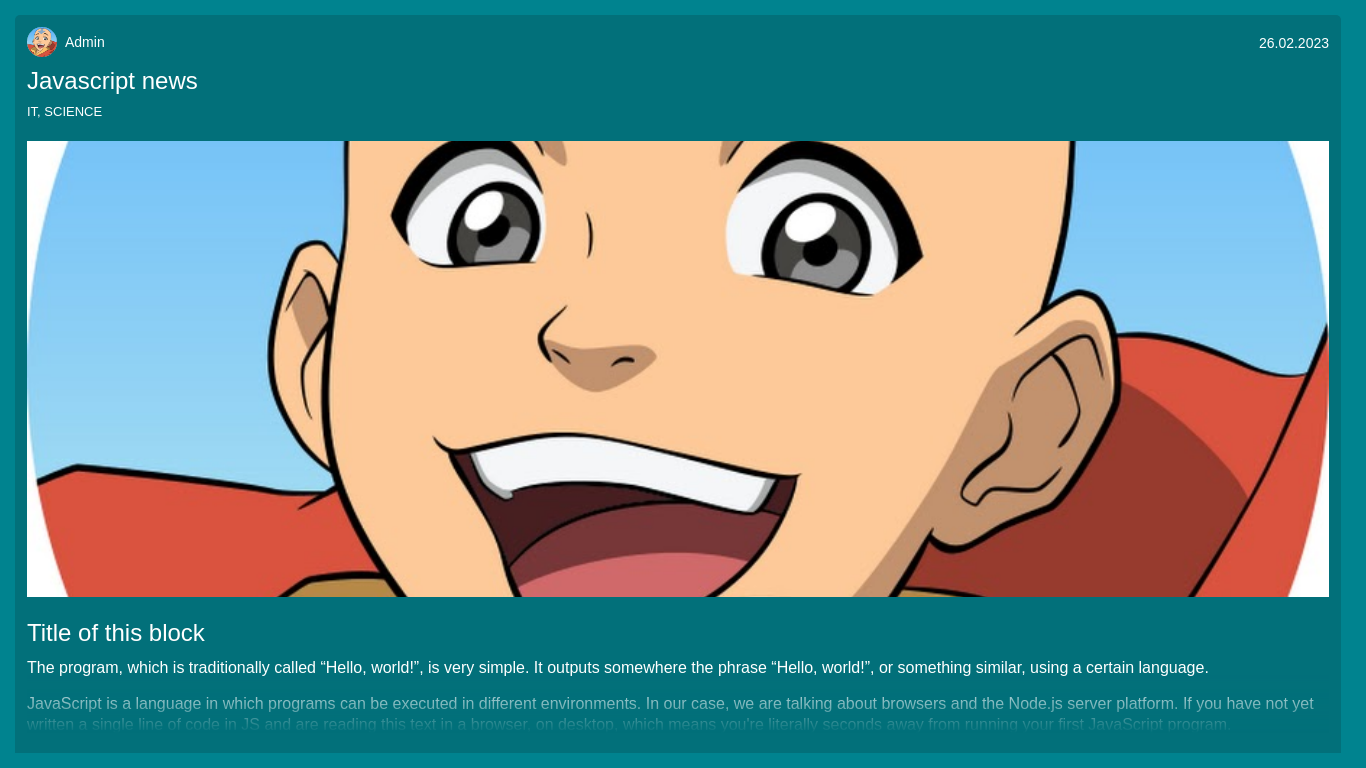 Admin
26.02.2023
Javascript news
IT, SCIENCE
Title of this block
The program, which is traditionally called “Hello, world!”, is very simple. It outputs somewhere the phrase “Hello, world!”, or something similar, using a certain language.
JavaScript is a language in which programs can be executed in different environments. In our case, we are talking about browsers and the Node.js server platform. If you have not yet
written a single line of code in JS and are reading this text in a browser, on desktop, which means you're literally seconds away from running your first JavaScript program.